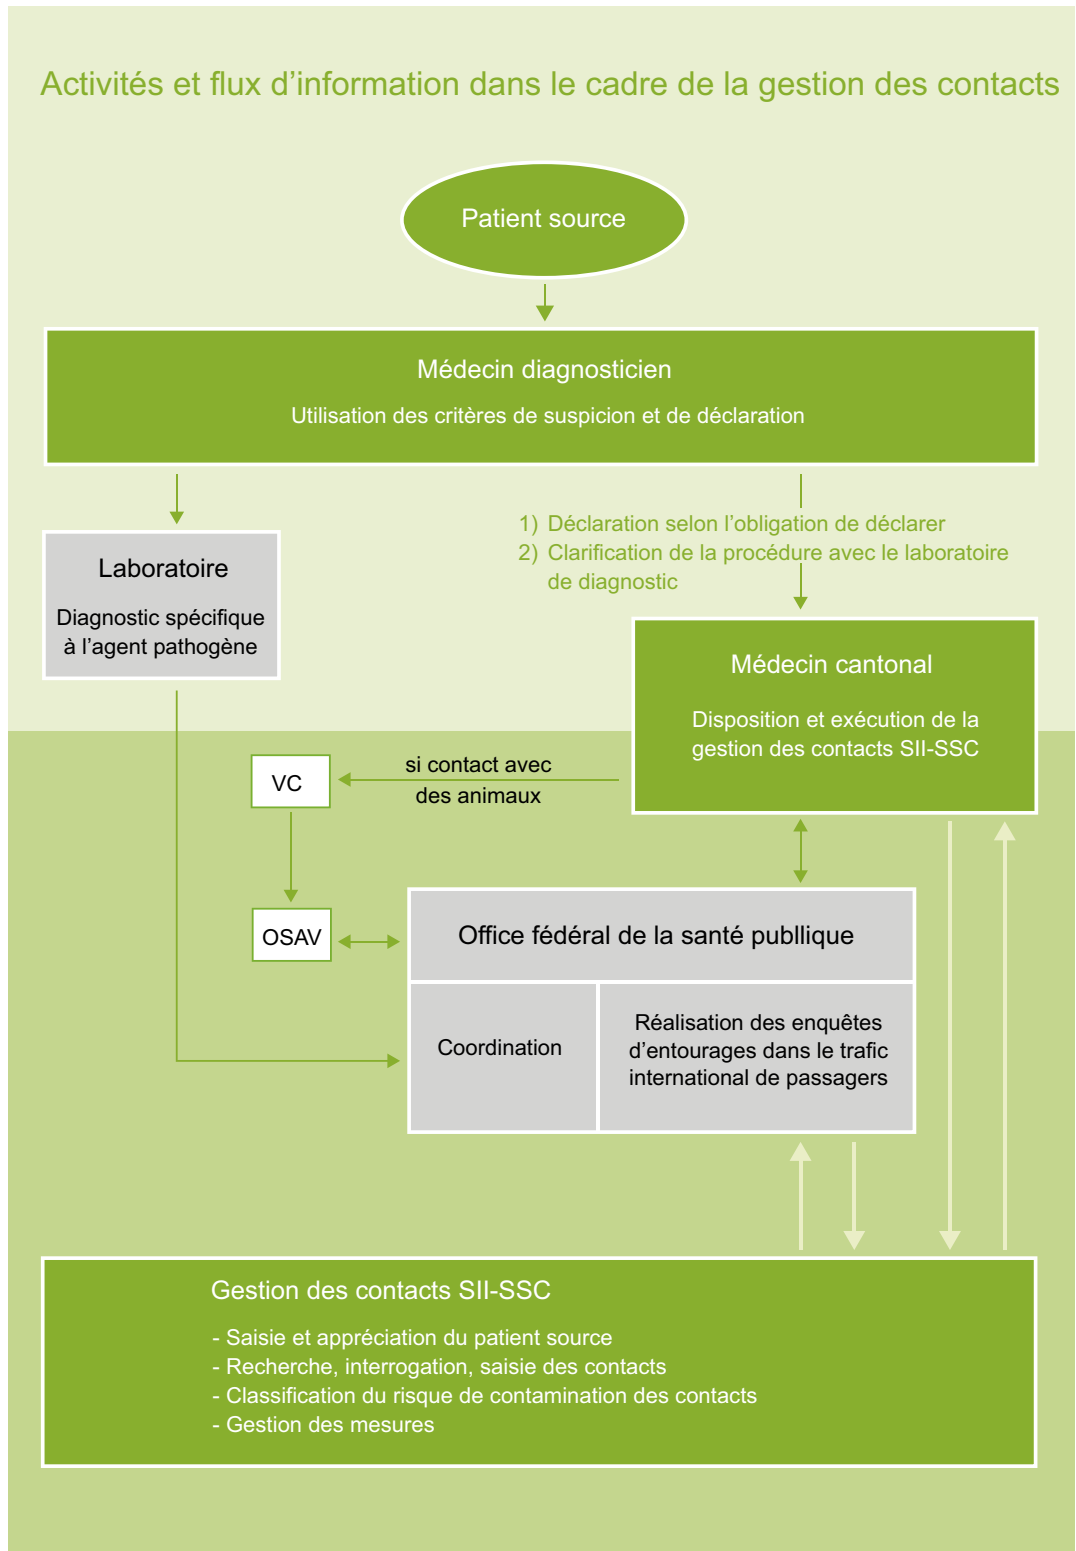 Activités et flux d’information dans le cadre de la gestion des contacts
Patient source
Médecin diagnosticien
Utilisation des critères de suspicion et de déclaration
1) Déclaration selon l’obligation de déclarer
2) Clarification de la procédure avec le laboratoire
de diagnostic
Laboratoire
Diagnostic spécifique
à l’agent pathogène
Médecin cantonal
Disposition et exécution de la
gestion des contacts SII-SSC
si contact avec
des animaux
VC
OSAV
Office fédéral de la santé publlique
Coordination
Réalisation des enquêtes
d’entourages dans le trafic
international de passagers
Gestion des contacts SII-SSC
- Saisie et appréciation du patient source
- Recherche, interrogation, saisie des contacts
- Classification du risque de contamination des contacts
- Gestion des mesures